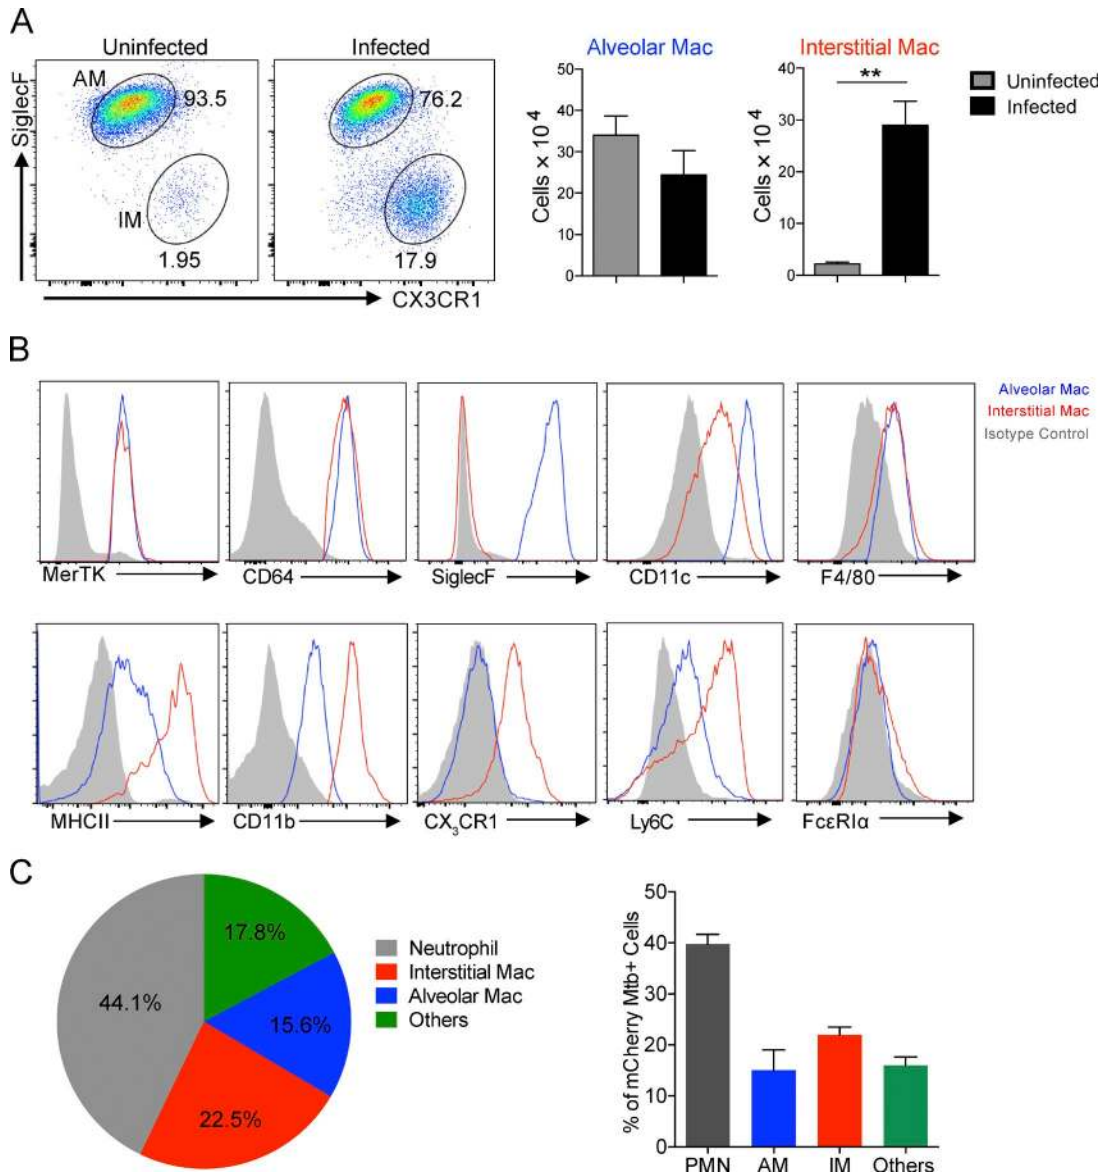 A
Uninfected
Infected
Alveolar Mac
Interstitial Mac
SiglecF
AM
93.5
IM
1.95
76.2
17.9
CX3CR1
Cells × 10⁴
50
40
30
20
10
0
Cells × 10⁴
40
30
20
10
0
**
Uninfected
Infected
B
Alveolar Mac
Interstitial Mac
Isotype Control
MerTK
CD64
SiglecF
CD11c
F4/80
MHCII
CD11b
CX₃CR1
Ly6C
FcεRIα
C
17.8%
44.1%
15.6%
22.5%
Neutrophil
Interstitial Mac
Alveolar Mac
Others
% of mCherry Mtb+ Cells
50
40
30
20
10
0
PMN
AM
IM
Others